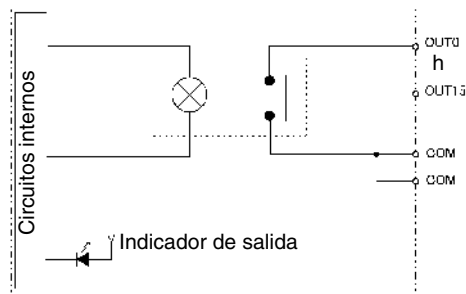 Circuitos internos
OUT0
h
OUT15
COM
COM
Indicador de salida